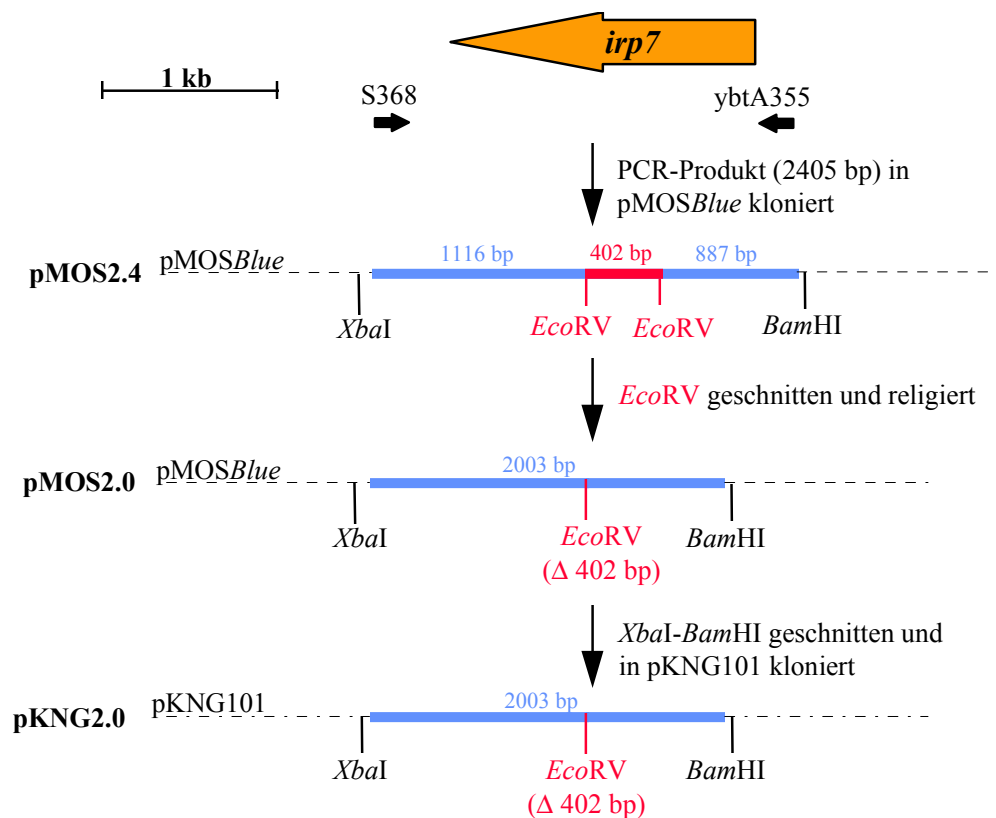 irp7
1 kb
S368
ybtA355
PCR-Produkt (2405 bp) in
pMOSBlue kloniert
pMOS2.4
pMOSBlue
1116 bp
402 bp
887 bp
XbaI
EcoRV
EcoRV
BamHI
EcoRV geschnitten und religiert
pMOS2.0
pMOSBlue
2003 bp
XbaI
EcoRV
(Δ 402 bp)
BamHI
XbaI-BamHI geschnitten und
in pKNG101 kloniert
pKNG2.0
pKNG101
2003 bp
XbaI
EcoRV
(Δ 402 bp)
BamHI